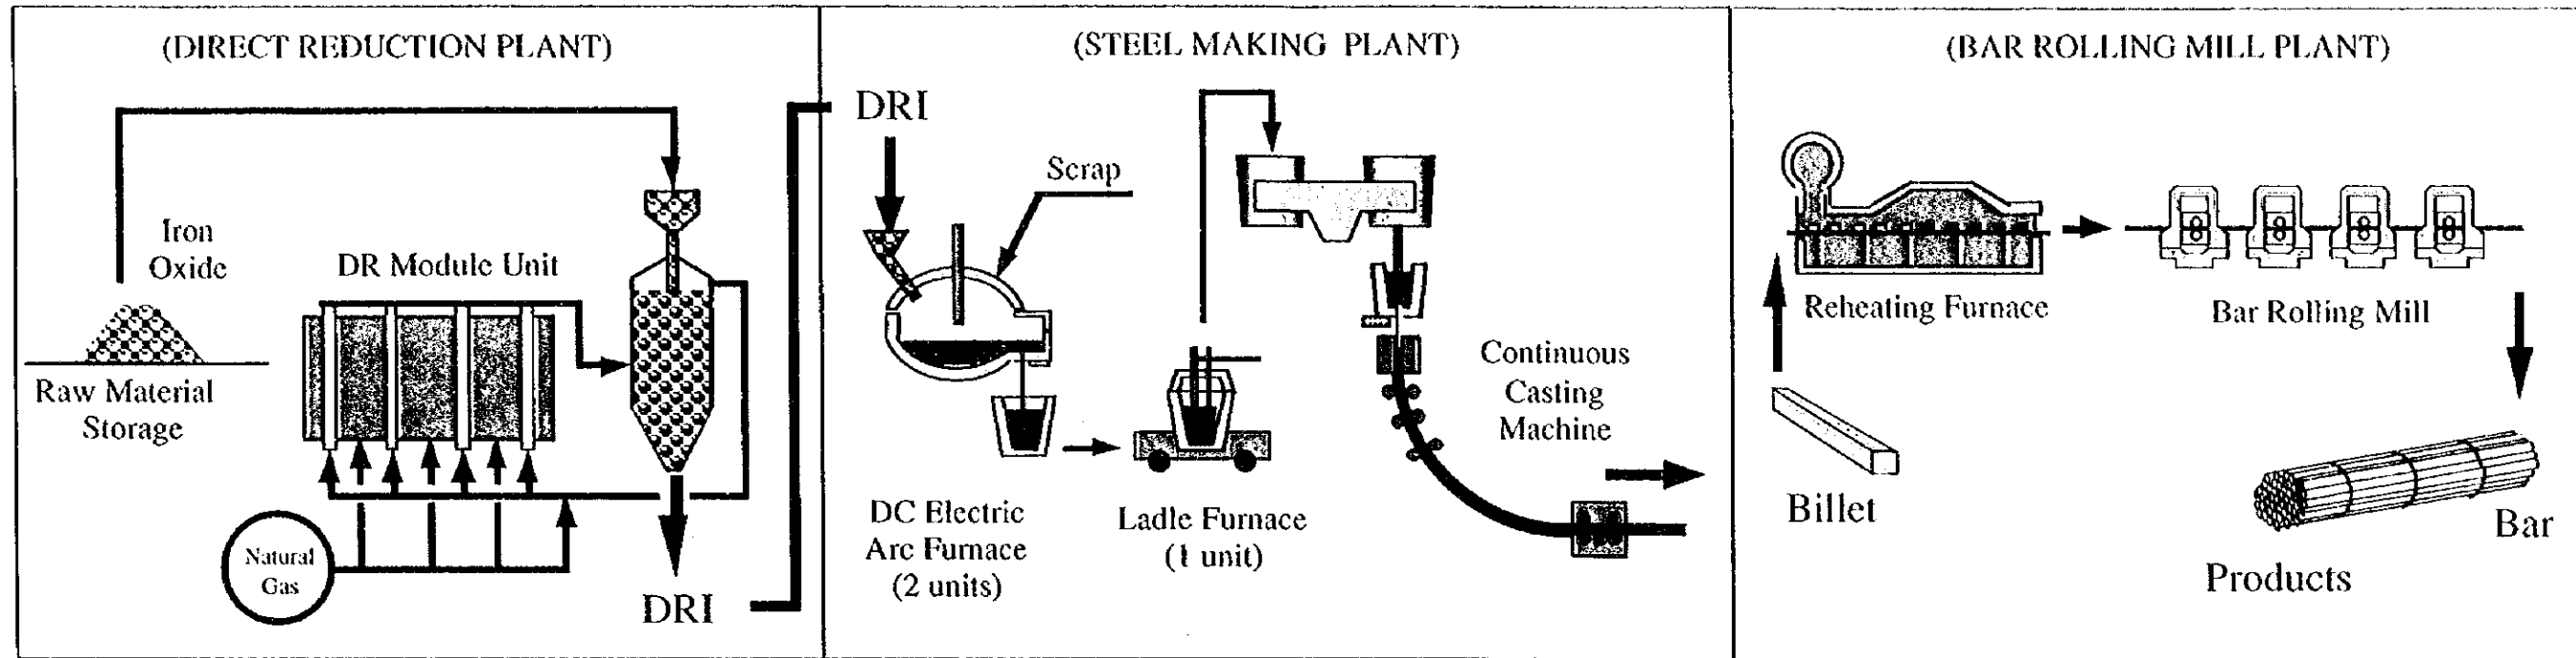 (DIRECT REDUCTION PLANT)
Iron
Oxide
DR Module Unit
Raw Material
Storage
Natural
Gas
DRI
(STEEL MAKING PLANT)
DRI
Scrap
DC Electric
Arc Furnace
(2 units)
Ladle Furnace
(1 unit)
Continuous
Casting
Machine
(BAR ROLLING MILL PLANT)
Reheating Furnace
Bar Rolling Mill
Billet
Bar
Products